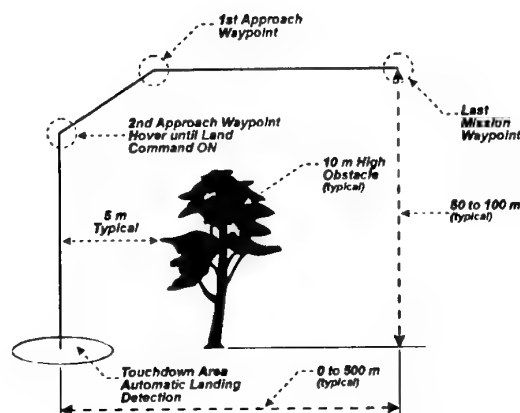 1st Approach
Waypoint
2nd Approach Waypoint
Hover until Land
Command ON
Last
Mission
Waypoint
10 m High
Obstacle
(typical)
5 m
Typical
50 to 100 m
(typical)
Touchdown Area
Automatic Landing
Detection
0 to 500 m
(typical)